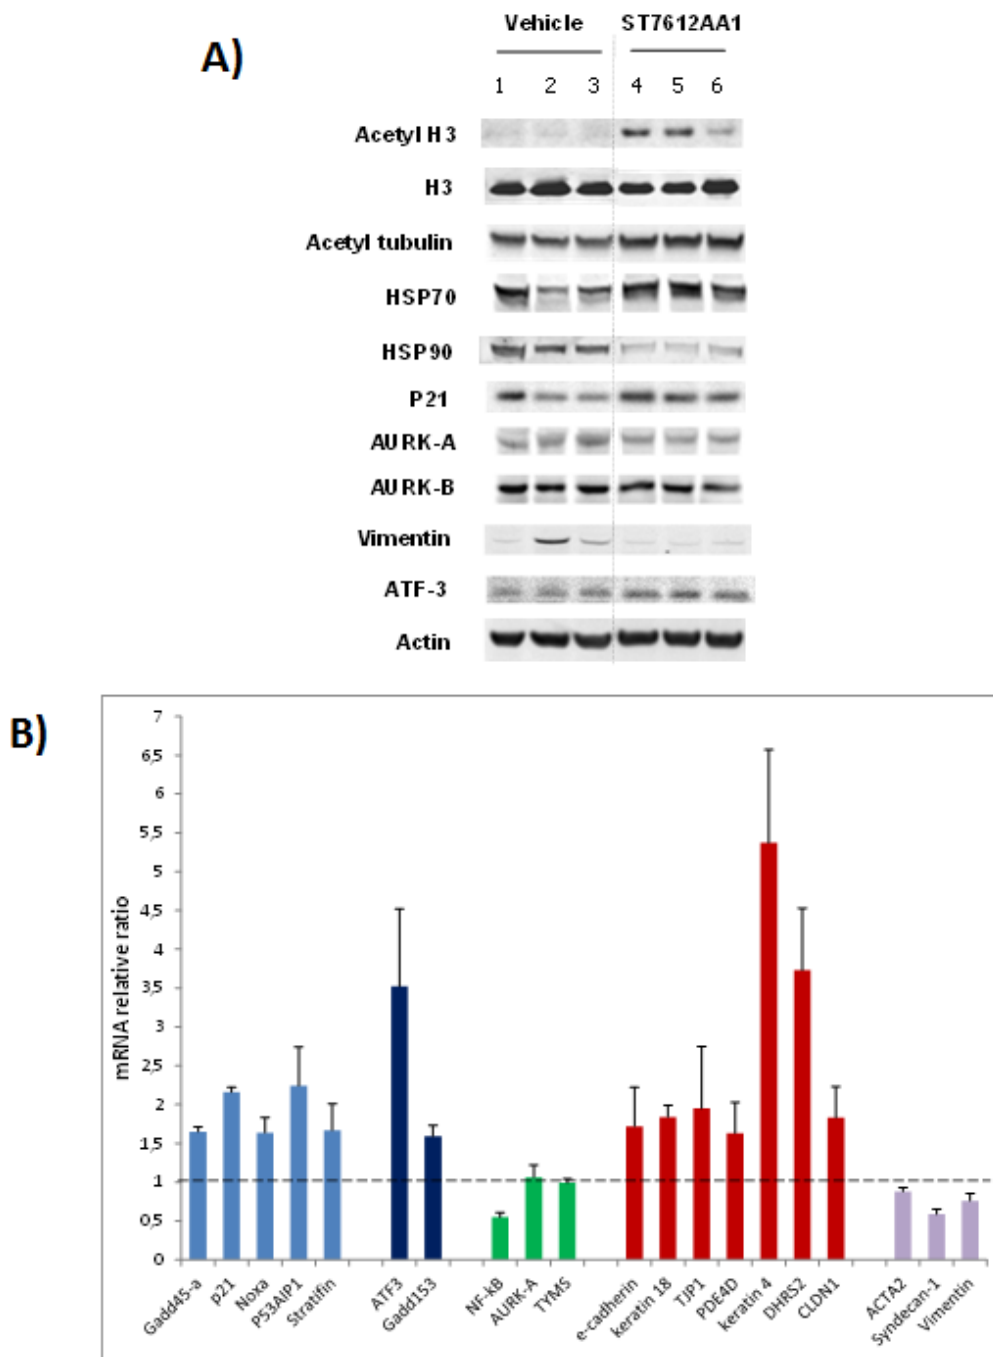 A)
Vehicle ST7612AA1
1 2 3 4 5 6
Acetyl H3
H3
Acetyl tubulin
HSP70
HSP90
P21
AURK-A
AURK-B
Vimentin
ATF-3
Actin
B)
mRNA relative ratio
7
6,5
6
5,5
5
4,5
4
3,5
3
2,5
2
1,5
1
0,5
0
Gadd45-a
p21
Noxa
P53AIP1
Stratifin
ATF3
Gadd153
NF-kB
AURK-A
TYMS
e-cadherin
keratin 18
TJP1
PDE4D
keratin 4
DHRS2
CLDN1
ACTA2
Syndecan-1
Vimentin